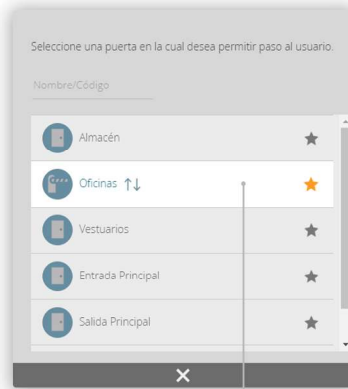 Seleccione una puerta en la cual desea permitir paso al usuario.
Nombre/Código
Almacén
Oficinas ↑↓
Vestuarios
Entrada Principal
Salida Principal